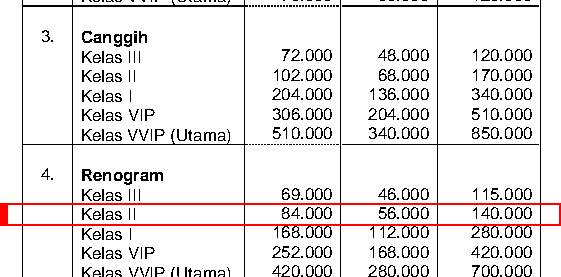 Kelas VVIP (Utama)
3. Canggih
Kelas III 72.000 48.000 120.000
Kelas II 102.000 68.000 170.000
Kelas I 204.000 136.000 340.000
Kelas VIP 306.000 204.000 510.000
Kelas VVIP (Utama) 510.000 340.000 850.000
4. Renogram
Kelas III 69.000 46.000 115.000
Kelas II 84.000 56.000 140.000
Kelas I 168.000 112.000 280.000
Kelas VIP 252.000 168.000 420.000
Kelas VVIP (Utama) 420.000 280.000 700.000